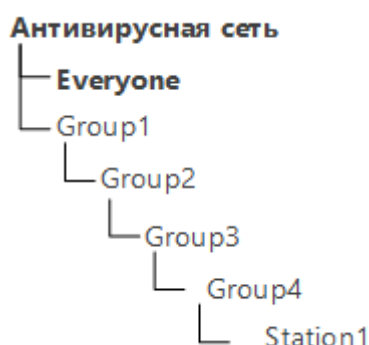 Антивирусная сеть
Everyone
Group1
Group2
Group3
Group4
Station1